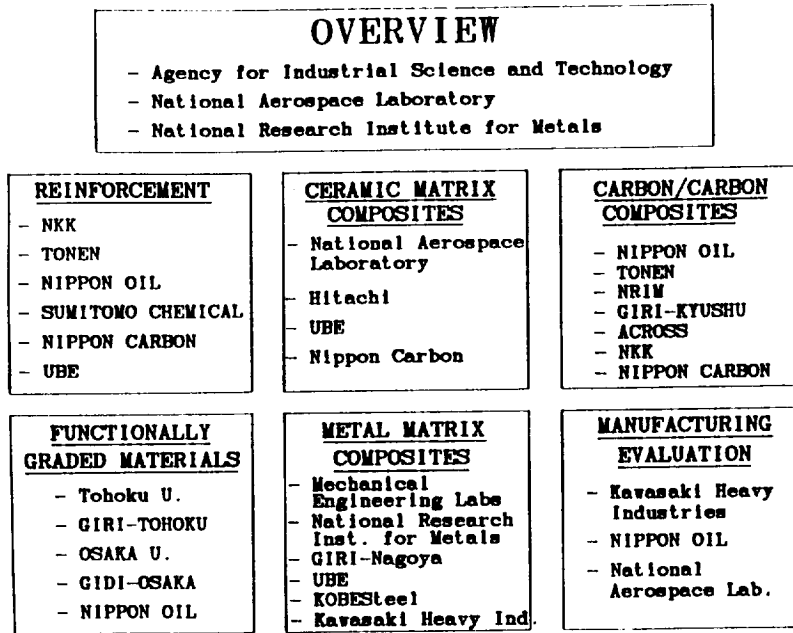 OVERVIEW
- Agency for Industrial Science and Technology
- National Aerospace Laboratory
- National Research Institute for Metals
REINFORCEMENT
- NKK
- TONEN
- NIPPON OIL
- SUMITOMO CHEMICAL
- NIPPON CARBON
- UBE
CERAMIC MATRIX
COMPOSITES
- National Aerospace
Laboratory
- Hitachi
- UBE
- Nippon Carbon
CARBON/CARBON
COMPOSITES
- NIPPON OIL
- TONEN
- NRIM
- GIRI-KYUSHU
- ACROSS
- NKK
- NIPPON CARBON
FUNCTIONALLY
GRADED MATERIALS
- Tohoku U.
- GIRI-TOHOKU
- OSAKA U.
- GIDI-OSAKA
- NIPPON OIL
METAL MATRIX
COMPOSITES
- Mechanical
Engineering Labs
- National Research
Inst. for Metals
- GIRI-Nagoya
- UBE
- KOBESteel
- Kawasaki Heavy Ind.
MANUFACTURING
EVALUATION
- Kawasaki Heavy
Industries
- NIPPON OIL
- National
Aerospace Lab.